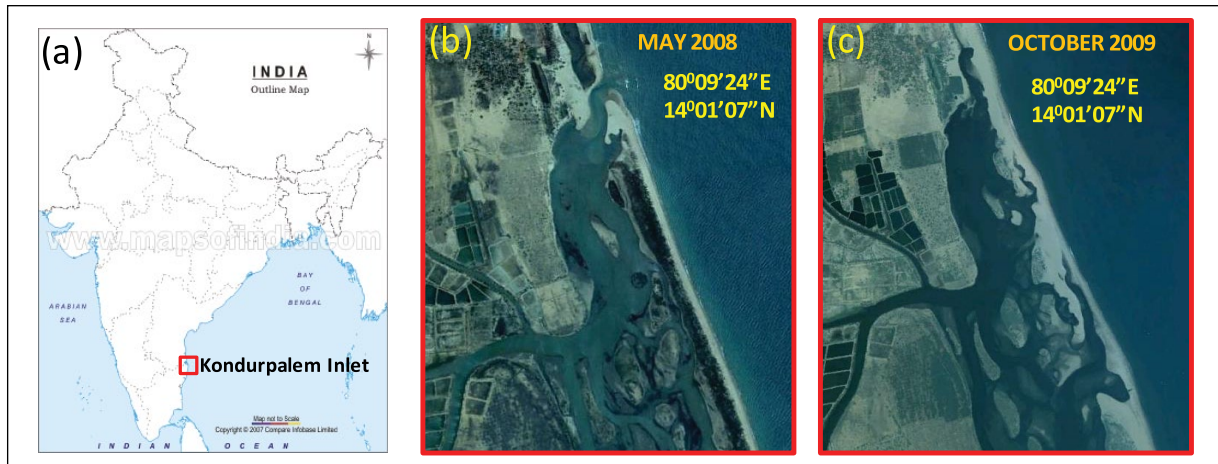 (a)
N
INDIA
Outline Map
www.mapsofindia.com
ARABIAN
SEA
BAY
OF
BENGAL
Kondurpalem Inlet
Map not to Scale
Copyright © 2007 Compare Infobase Limited
INDIAN OCEAN
(b)
MAY 2008
80⁰09’24”E
14⁰01’07”N
(c)
OCTOBER 2009
80⁰09’24”E
14⁰01’07”N